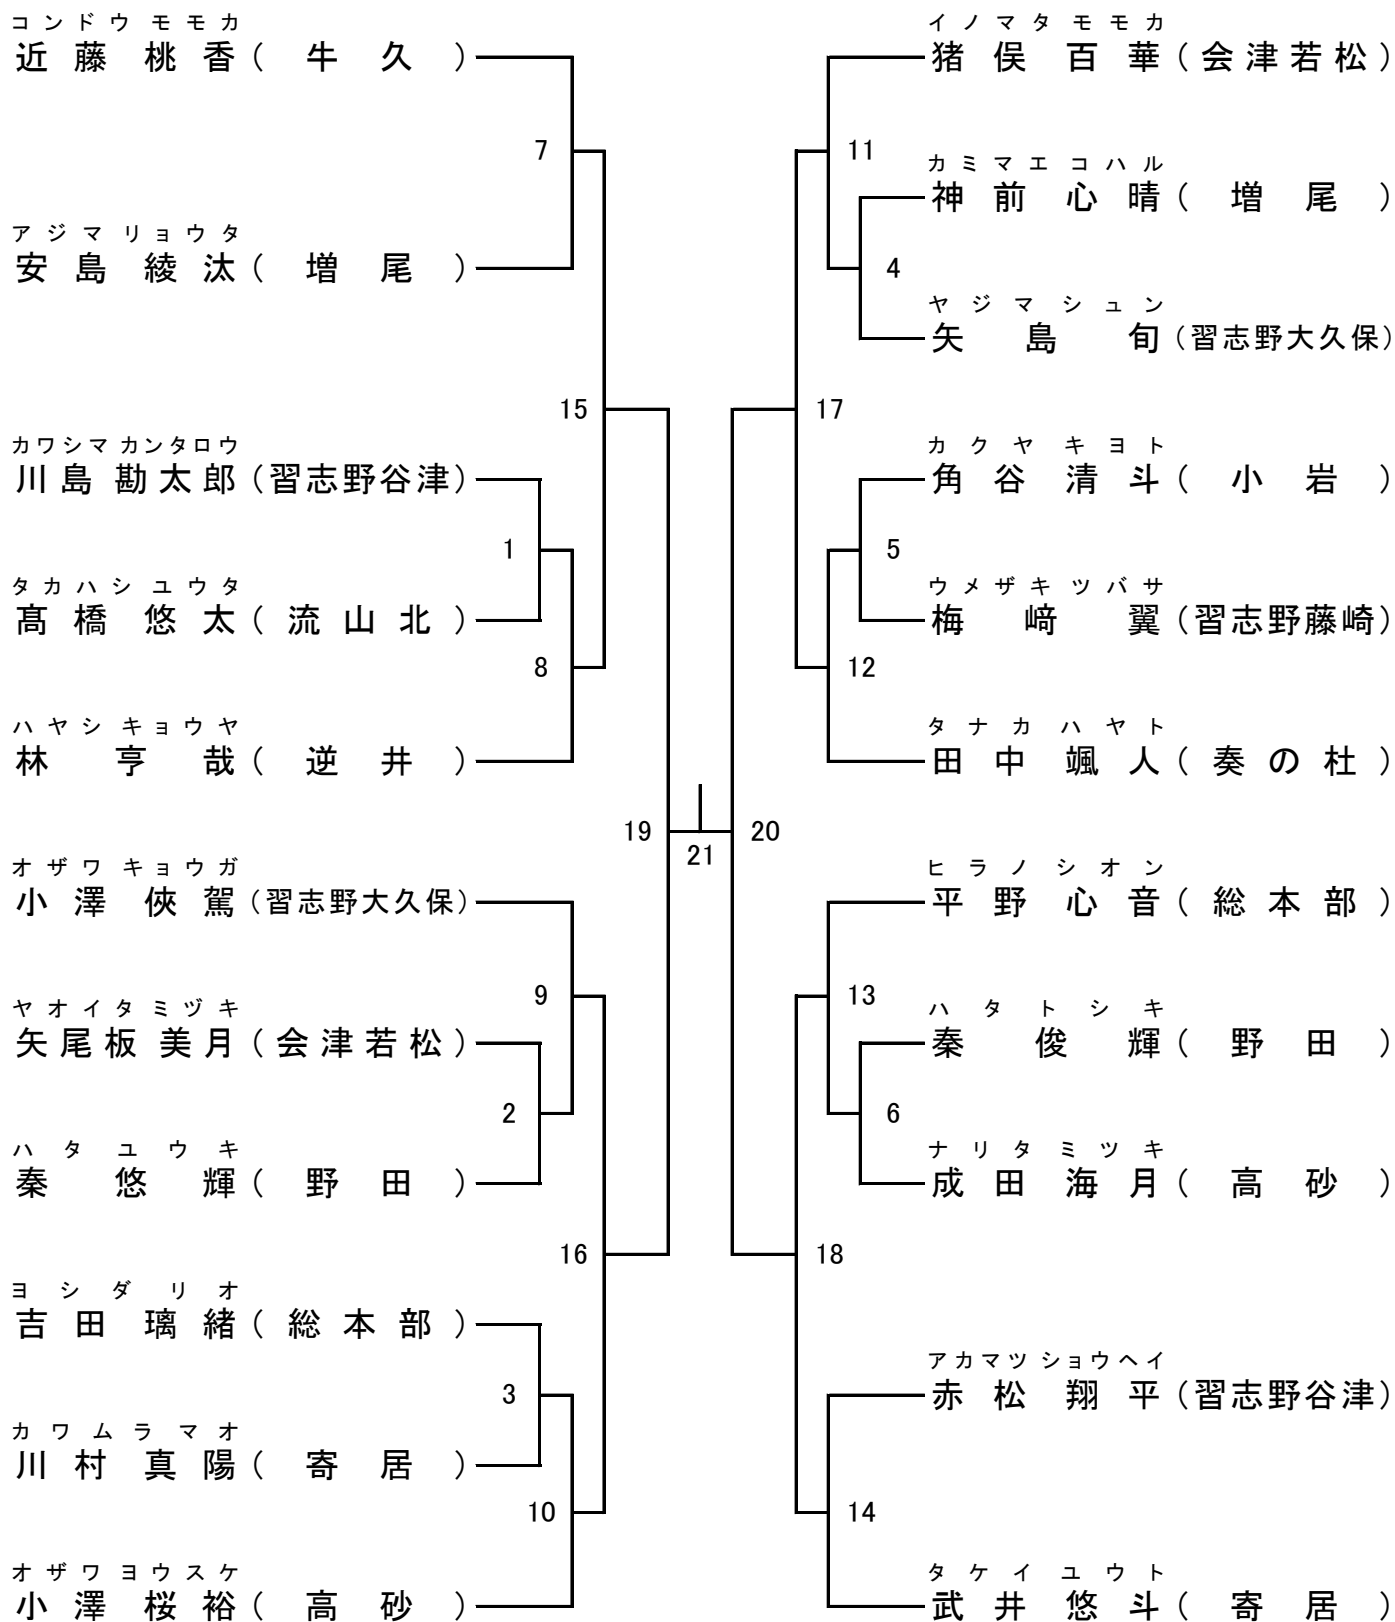 コンドウ モモカ
近藤 桃香(牛久)
アジマ リョウタ
安島 綾汰(増尾)
カワシマ カンタロウ
川島 勘太郎(習志野谷津)
タカハシ ユウタ
髙橋 悠太(流山北)
ハヤシ キョウヤ
林 亨哉(逆井)
オザワ キョウガ
小澤 俠駕(習志野大久保)
ヤオイタ ミヅキ
矢尾板 美月(会津若松)
ハタ ユウキ
秦 悠輝(野田)
ヨシダ リオ
吉田 璃緒(総本部)
カワムラ マオ
川村 真陽(寄居)
オザワ ヨウスケ
小澤 桜裕(高砂)
7
15
1
8
19
9
2
16
3
10
21
イノマタ モモカ
猪俣 百華(会津若松)
カミマエ コハル
神前 心晴(増尾)
ヤジマ シュン
矢島 旬(習志野大久保)
カクヤ キヨト
角谷 清斗(小岩)
ウメザキ ツバサ
梅﨑 翼(習志野藤崎)
タナカ ハヤト
田中 颯人(奏の杜)
ヒラノ シオン
平野 心音(総本部)
ハタ トシキ
秦 俊輝(野田)
ナリタ ミツキ
成田 海月(高砂)
アカマツ ショウヘイ
赤松 翔平(習志野谷津)
タケイ ユウト
武井 悠斗(寄居)
11
4
17
5
12
20
13
6
18
14